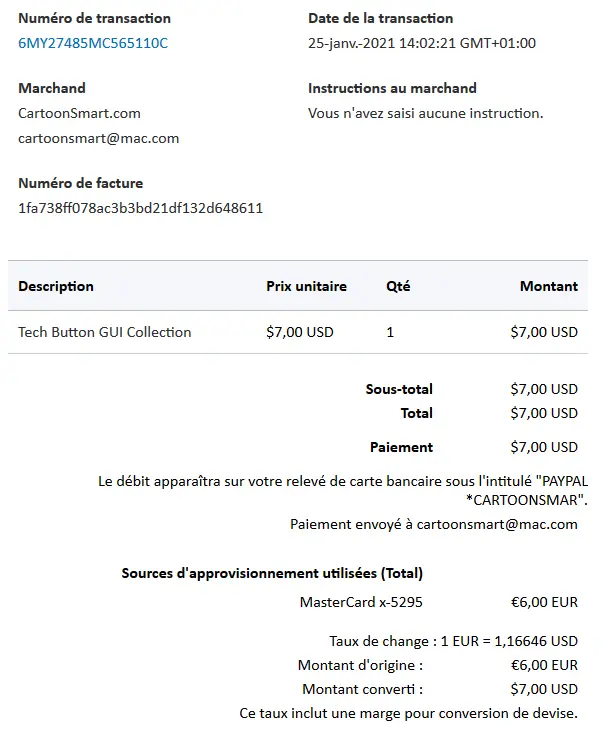 Numéro de transaction
6MY27485MC565110C
Date de la transaction
25-janv.-2021 14:02:21 GMT+01:00
Marchand
CartoonSmart.com
cartoonsmart@mac.com
Instructions au marchand
Vous n'avez saisi aucune instruction.
Numéro de facture
1fa738ff078ac3b3bd21df132d648611
Description Prix unitaire Qté Montant
Tech Button GUI Collection $7,00 USD 1 $7,00 USD
Sous-total $7,00 USD
Total $7,00 USD
Paiement $7,00 USD
Le débit apparaîtra sur votre relevé de carte bancaire sous l'intitulé "PAYPAL
*CARTOONSMAR".
Paiement envoyé à cartoonsmart@mac.com
Sources d'approvisionnement utilisées (Total)
MasterCard x-5295 €6,00 EUR
Taux de change : 1 EUR = 1,16646 USD
Montant d'origine : €6,00 EUR
Montant converti : $7,00 USD
Ce taux inclut une marge pour conversion de devise.